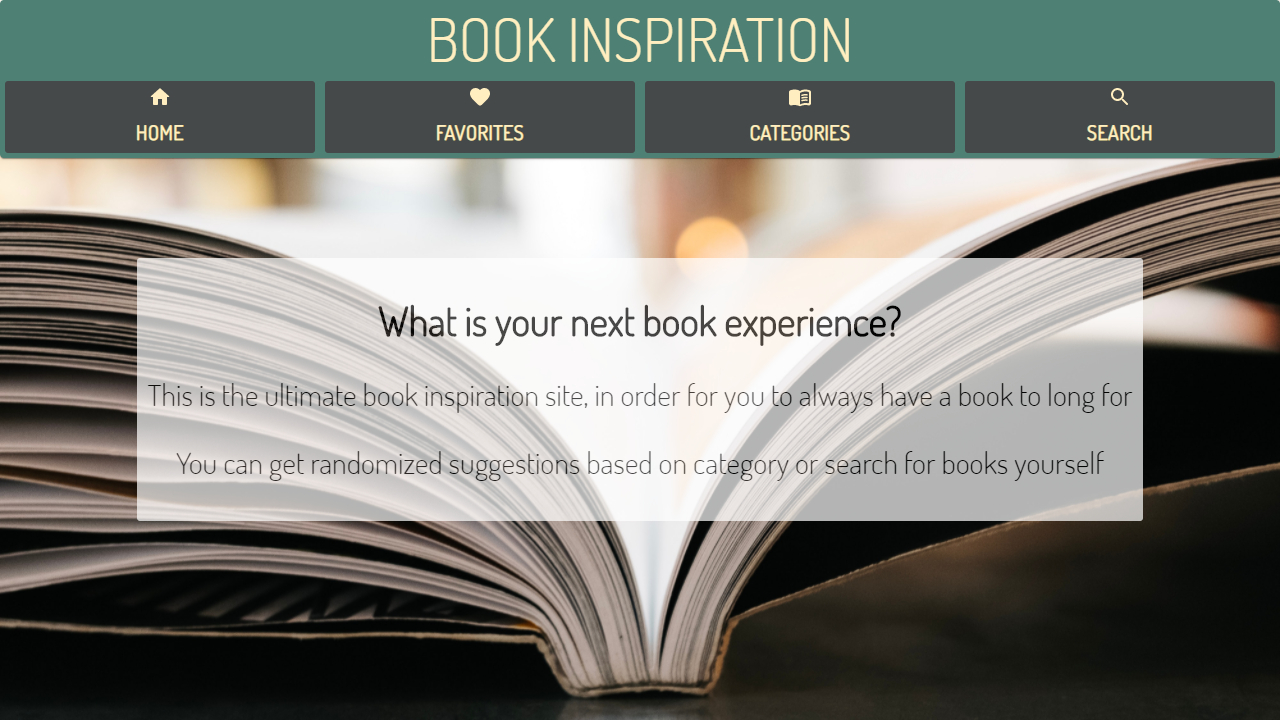 BOOK INSPIRATION
HOME
FAVORITES
CATEGORIES
SEARCH
What is your next book experience?
This is the ultimate book inspiration site, in order for you to always have a book to long for
You can get randomized suggestions based on category or search for books yourself